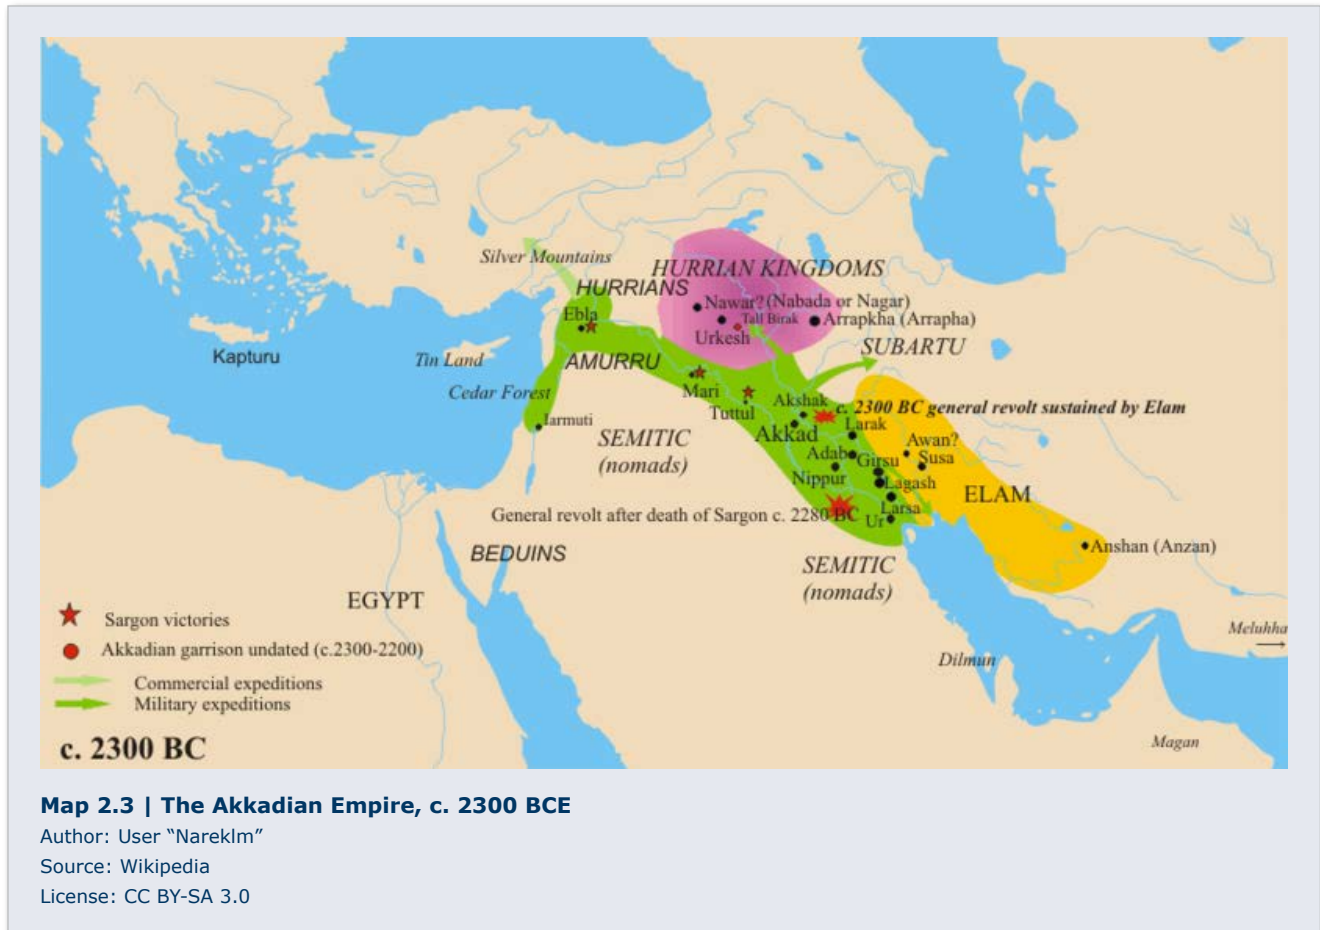 Silver Mountains
HURRIAN KINGDOMS
HURRIANS
Nawar? (Nabada or Nagar)
Ebla
Tall Birak
Arrapkha (Arrapha)
Urkesh
SUBARTU
Kapturu
Tin Land
AMURRU
Mari
Cedar Forest
Tuttul
Akshak
c. 2300 BC general revolt sustained by Elam
Iarmuti
Akkad
Larak
SEMITIC
(nomads)
Awan?
Adab
Girsu
Susa
Nippur
Lagash
ELAM
Larsa
General revolt after death of Sargon c. 2280 BC
Ur
BEDUINS
Anshan (Anzan)
SEMITIC
(nomads)
EGYPT
Sargon victories
Akkadian garrison undated (c.2300-2200)
Commercial expeditions
Military expeditions
c. 2300 BC
Meluhha
Dilmun
Magan
Map 2.3 | The Akkadian Empire, c. 2300 BCE
Author: User “Nareklm”
Source: Wikipedia
License: CC BY-SA 3.0